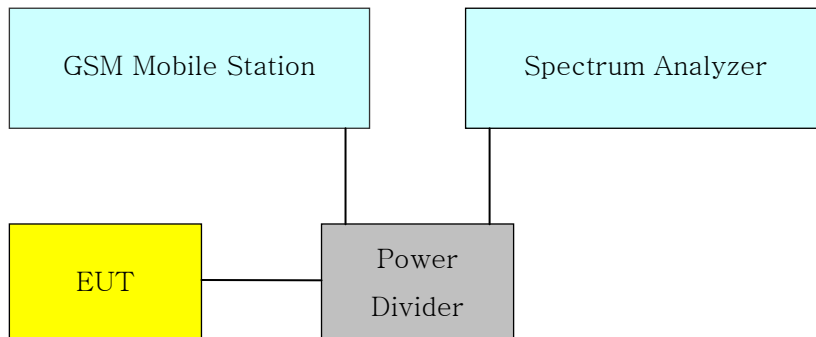 GSM Mobile Station
Spectrum Analyzer
EUT
Power
Divider